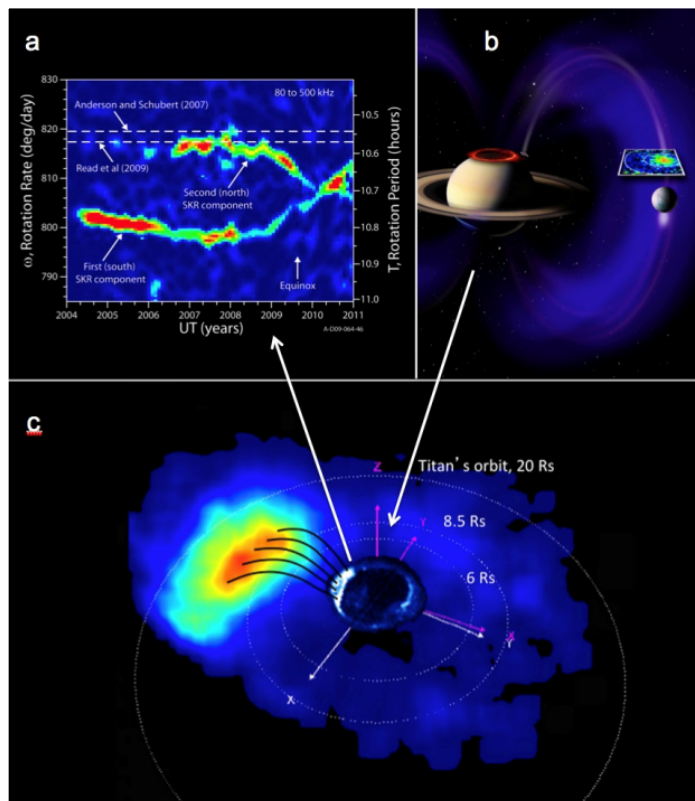 a
830
820
810
800
790
ω, Rotation Rate (deg/day)
80 to 500 kHz
Anderson and Schubert (2007)
Read et al (2009)
Second (north)
SKR component
First (south)
SKR component
Equinox
10.5
10.6
10.7
10.8
10.9
11.0
T, Rotation Period (hours)
2004 2005 2006 2007 2008 2009 2010 2011
UT (years)
A-D09-064-46
b
c
Titan's orbit, 20 Rs
Z
8.5 Rs
Y
6 Rs
X
Y
X